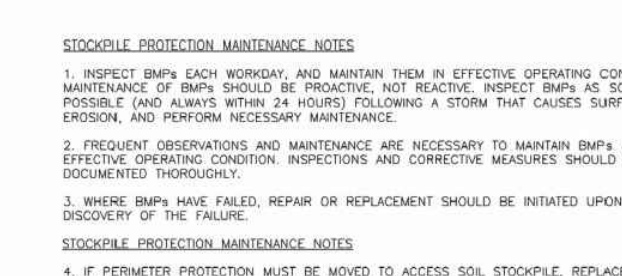 STOCKPILE PROTECTION MAINTENANCE NOTES
1. INSPECT BMPs EACH WORKDAY, AND MAINTAIN THEM IN EFFECTIVE OPERATING
MAINTENANCE OF BMPs SHOULD BE PROACTIVE, NOT REACTIVE. INSPECT BMPs AS
POSSIBLE (AND ALWAYS WITHIN 24 HOURS) FOLLOWING A STORM THAT CAUSES
EROSION, AND PERFORM NECESSARY MAINTENANCE.
2. FREQUENT OBSERVATIONS AND MAINTENANCE ARE NECESSARY TO MAINTAIN BMPs
EFFECTIVE OPERATING CONDITION. INSPECTIONS AND CORRECTIVE MEASURES SHOULD
DOCUMENTED THOROUGHLY.
3. WHERE BMPs HAVE FAILED, REPAIR OR REPLACEMENT SHOULD BE INITIATED UPON
DISCOVERY OF THE FAILURE.
STOCKPILE PROTECTION MAINTENANCE NOTES
4. IF PERIMETER PROTECTION MUST BE MOVED TO ACCESS SOIL STOCKPILE, REPLACE